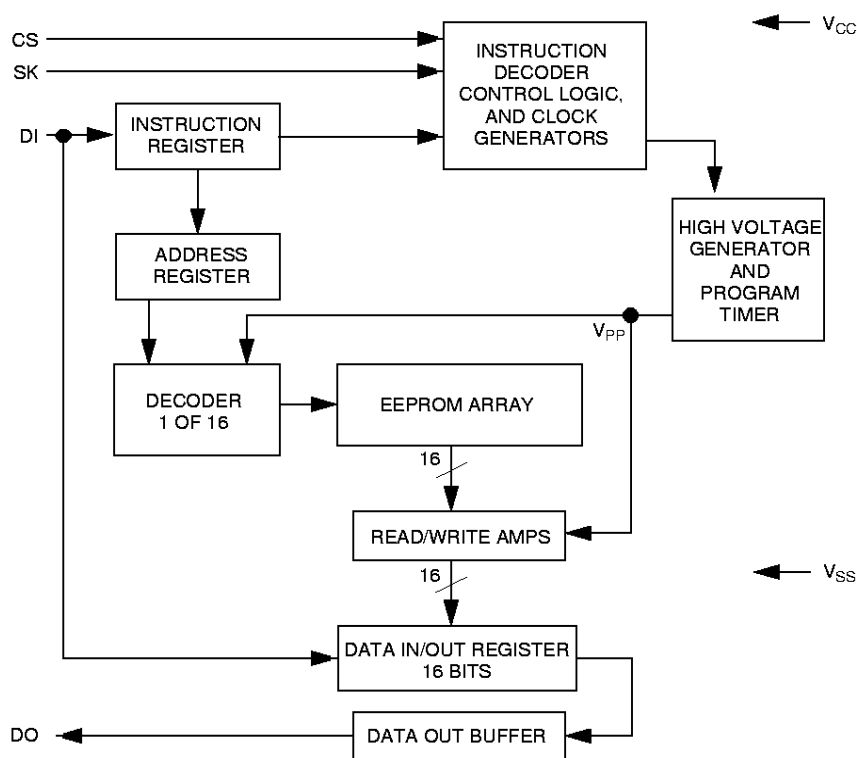 CS
SK
DI
INSTRUCTION
DECODER
CONTROL LOGIC,
AND CLOCK
GENERATORS
VCC
INSTRUCTION
REGISTER
ADDRESS
REGISTER
HIGH VOLTAGE
GENERATOR
AND
PROGRAM
TIMER
VPP
DECODER
1 OF 16
EEPROM ARRAY
16
READ/WRITE AMPS
16
VSS
DATA IN/OUT REGISTER
16 BITS
DO
DATA OUT BUFFER